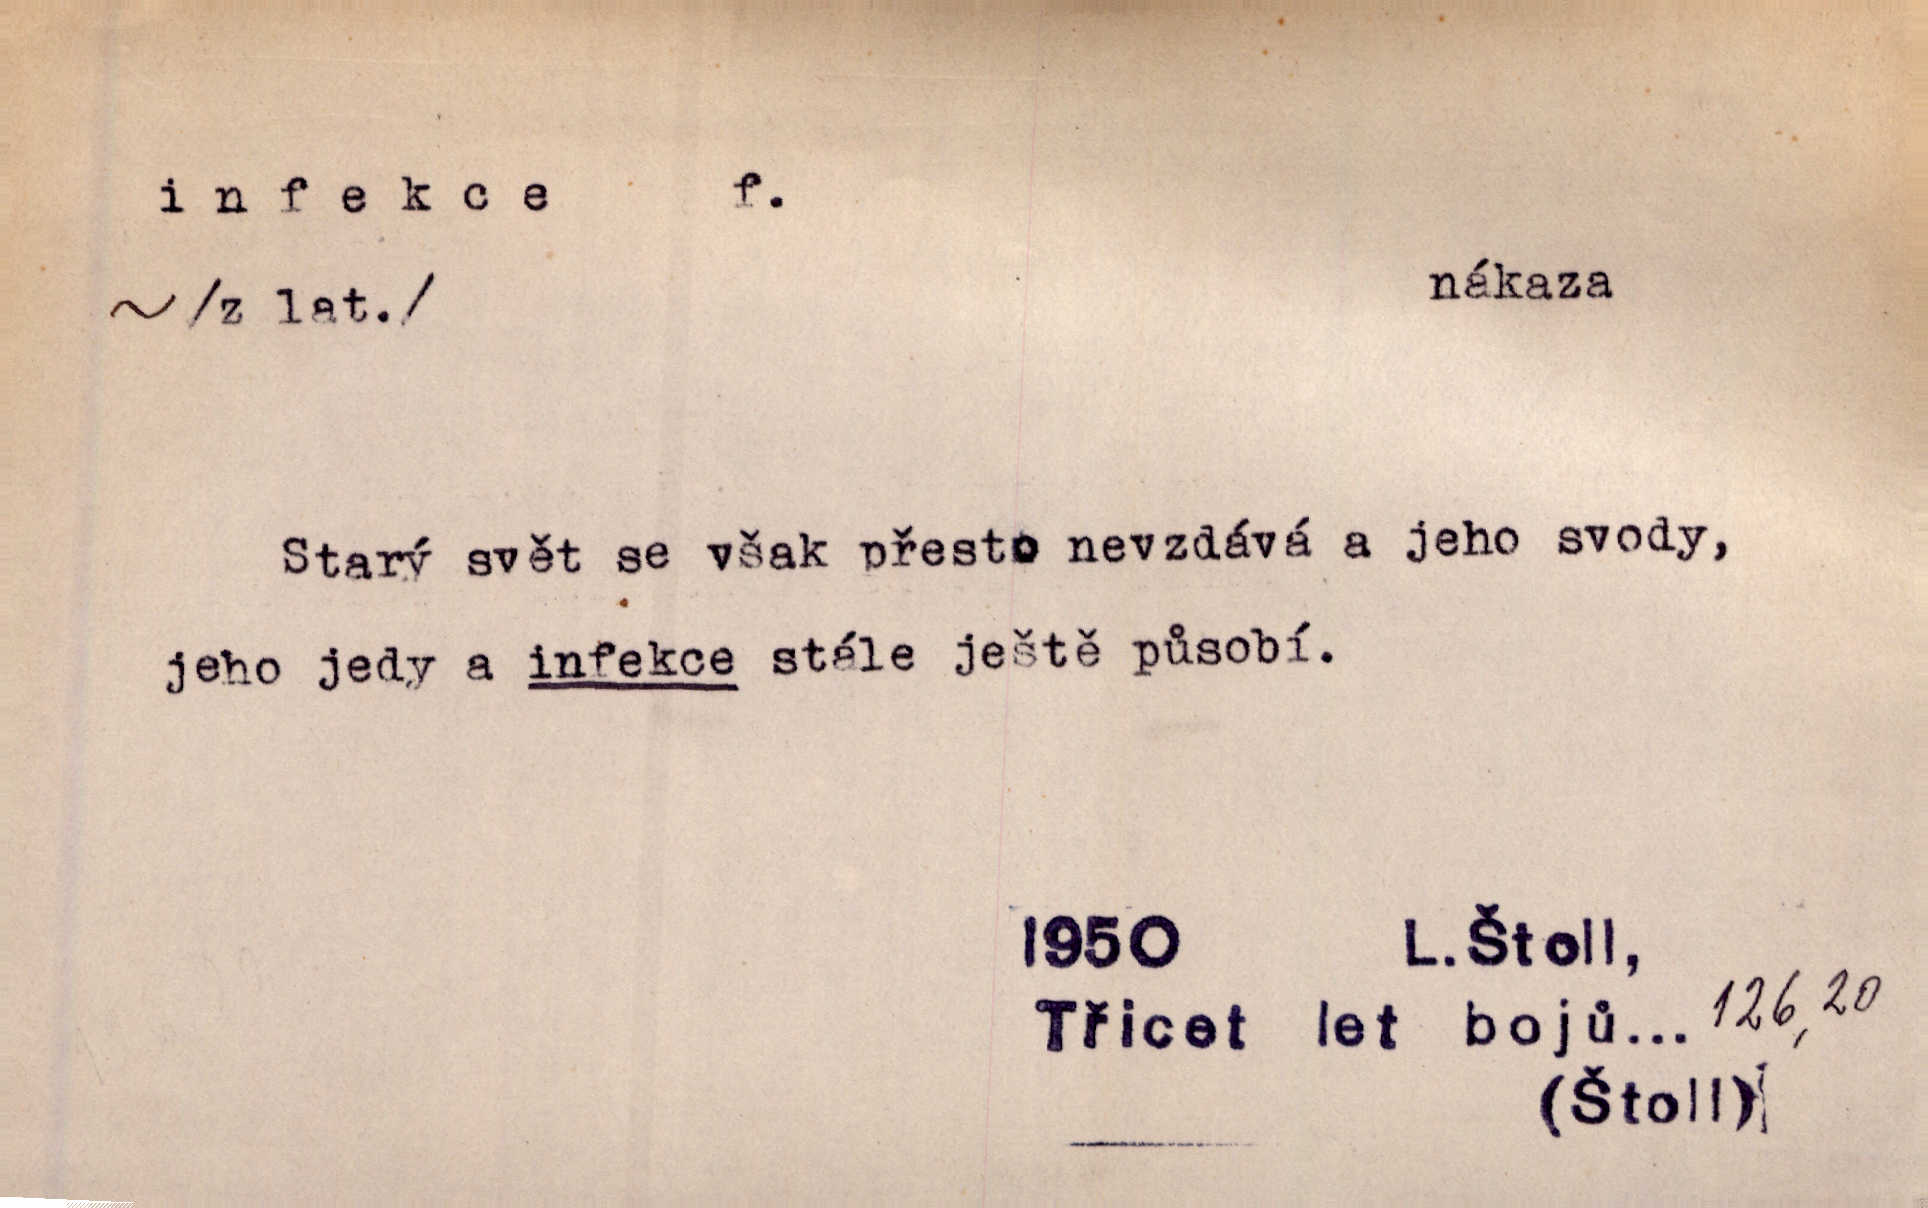 infekce f.
nákaza
~ /z lat./
Starý svět se však přesto nevzdává a jeho svody,
jeho jedy a infekce stále ještě působí.
1950 L.Štoll,
Třicet let bojů... 126,20
(Štoll)